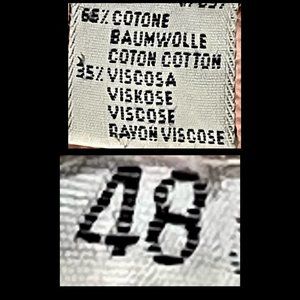 65% COTONE
BAUMWOLLE
COTON COTTON
35% VISCOSA
VISKOSE
VISCOSE
RAYON VISCOSE
48